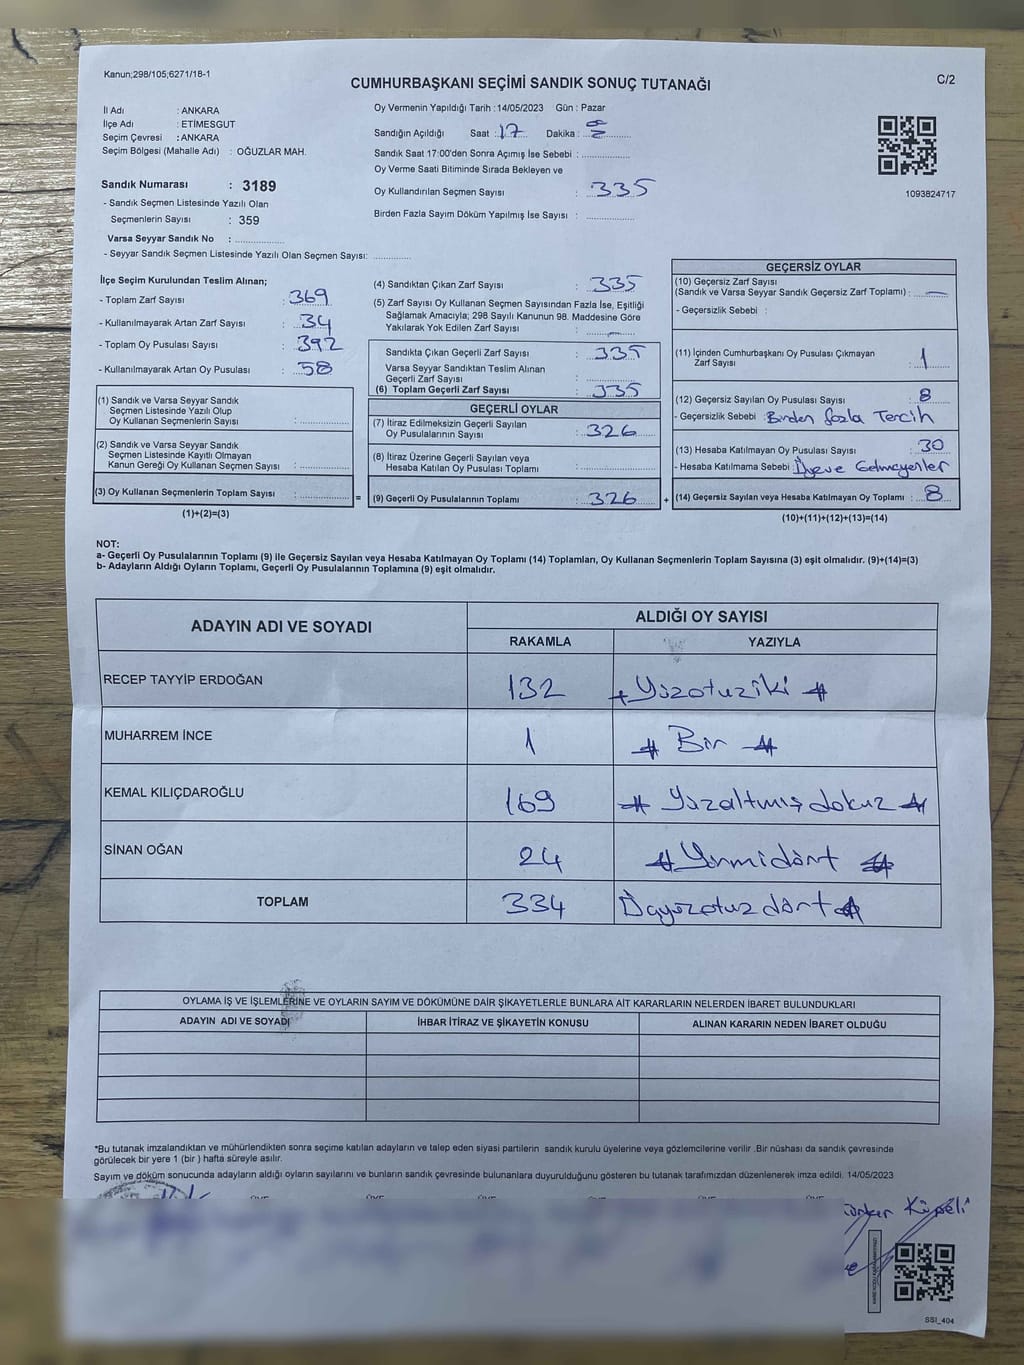 Kanun;298/105;6271/18-1
CUMHURBAŞKANI SEÇİMİ SANDIK SONUÇ TUTANAĞI
C/2
İl Adı : ANKARA
İlçe Adı : ETİMESGUT
Seçim Çevresi : ANKARA
Seçim Bölgesi (Mahalle Adı) : OĞUZLAR MAH.
Sandık Numarası : 3189
- Sandık Seçmen Listesinde Yazılı Olan
Seçmenlerin Sayısı : 359
Varsa Seyyar Sandık No :
- Seyyar Sandık Seçmen Listesinde Yazılı Olan Seçmen Sayısı:
Oy Vermenin Yapıldığı Tarih :14/05/2023 Gün : Pazar
Sandığın Açıldığı Saat : 17 Dakika :
Sandık Saat 17:00'den Sonra Açımış İse Sebebi :
Oy Verme Saati Bitiminde Sırada Bekleyen ve
Oy Kullandırılan Seçmen Sayısı : 335
Birden Fazla Sayım Döküm Yapılmış İse Sayısı :
1093824717
İlçe Seçim Kurulundan Teslim Alınan;
- Toplam Zarf Sayısı : 369
- Kullanılmayarak Artan Zarf Sayısı : 34
- Toplam Oy Pusulası Sayısı : 392
- Kullanılmayarak Artan Oy Pusulası : 58
(1) Sandık ve Varsa Seyyar Sandık
Seçmen Listesinde Yazılı Olup
Oy Kullanan Seçmenlerin Sayısı :
(2) Sandık ve Varsa Seyyar Sandık
Seçmen Listesinde Kayıtlı Olmayan
Kanun Gereği Oy Kullanan Seçmen Sayısı :
(3) Oy Kullanan Seçmenlerin Toplam Sayısı : =
(1)+(2)=(3)
(4) Sandıktan Çıkan Zarf Sayısı : 335
(5) Zarf Sayısı Oy Kullanan Seçmen Sayısından Fazla İse, Eşitliği
Sağlamak Amacıyla; 298 Sayılı Kanunun 98. Maddesine Göre
Yakılarak Yok Edilen Zarf Sayısı : —
Sandıkta Çıkan Geçerli Zarf Sayısı : 335
Varsa Seyyar Sandıktan Teslim Alınan
Geçerli Zarf Sayısı :
(6) Toplam Geçerli Zarf Sayısı : 335
GEÇERLİ OYLAR
(7) İtiraz Edilmeksizin Geçerli Sayılan
Oy Pusulalarının Sayısı : 326
(8) İtiraz Üzerine Geçerli Sayılan veya
Hesaba Katılan Oy Pusulası Toplamı :
(9) Geçerli Oy Pusulalarının Toplamı : 326 +
GEÇERSİZ OYLAR
(10) Geçersiz Zarf Sayısı
(Sandık ve Varsa Seyyar Sandık Geçersiz Zarf Toplamı) : —
- Geçersizlik Sebebi :
(11) İçinden Cumhurbaşkanı Oy Pusulası Çıkmayan
Zarf Sayısı : 1
(12) Geçersiz Sayılan Oy Pusulası Sayısı : 8
- Geçersizlik Sebebi : Birden fazla Tercih
(13) Hesaba Katılmayan Oy Pusulası Sayısı : 30
- Hesaba Katılmama Sebebi : Oyeve Gelmeyenler
(14) Geçersiz Sayılan veya Hesaba Katılmayan Oy Toplamı : 8
(10)+(11)+(12)+(13)=(14)
NOT:
a- Geçerli Oy Pusulalarının Toplamı (9) ile Geçersiz Sayılan veya Hesaba Katılmayan Oy Toplamı (14) Toplamları, Oy Kullanan Seçmenlerin Toplam Sayısına (3) eşit olmalıdır. (9)+(14)=(3)
b- Adayların Aldığı Oyların Toplamı, Geçerli Oy Pusulalarının Toplamına (9) eşit olmalıdır.
ADAYIN ADI VE SOYADI
ALDIĞI OY SAYISI
RAKAMLA YAZIYLA
RECEP TAYYİP ERDOĞAN 132 # Yüzotuziki #
MUHARREM İNCE 1 # Bir #
KEMAL KILIÇDAROĞLU 169 # Yüzaltmış dokuz #
SİNAN OĞAN 24 # Yirmidört #
TOPLAM 334 Üçyüzotuz dört #
OYLAMA İŞ VE İŞLEMLERİNE VE OYLARIN SAYIM VE DÖKÜMÜNE DAİR ŞİKAYETLERLE BUNLARA AİT KARARLARIN NELERDEN İBARET BULUNDUKLARI
ADAYIN ADI VE SOYADI İHBAR İTİRAZ VE ŞİKAYETİN KONUSU ALINAN KARARIN NEDEN İBARET OLDUĞU
*Bu tutanak imzalandıktan ve mühürlendikten sonra seçime katılan adayların ve talep eden siyasi partilerin sandık kurulu üyelerine veya gözlemcilerine verilir .Bir nüshası da sandık çevresinde
görülecek bir yere 1 (bir ) hafta süreyle asılır.
Sayım ve döküm sonucunda adayların aldığı oyların sayılarını ve bunların sandık çevresinde bulunanlara duyurulduğunu gösteren bu tutanak tarafımızdan düzenlenerek imza edildi. 14/05/2023
Küpeli
SSI_404